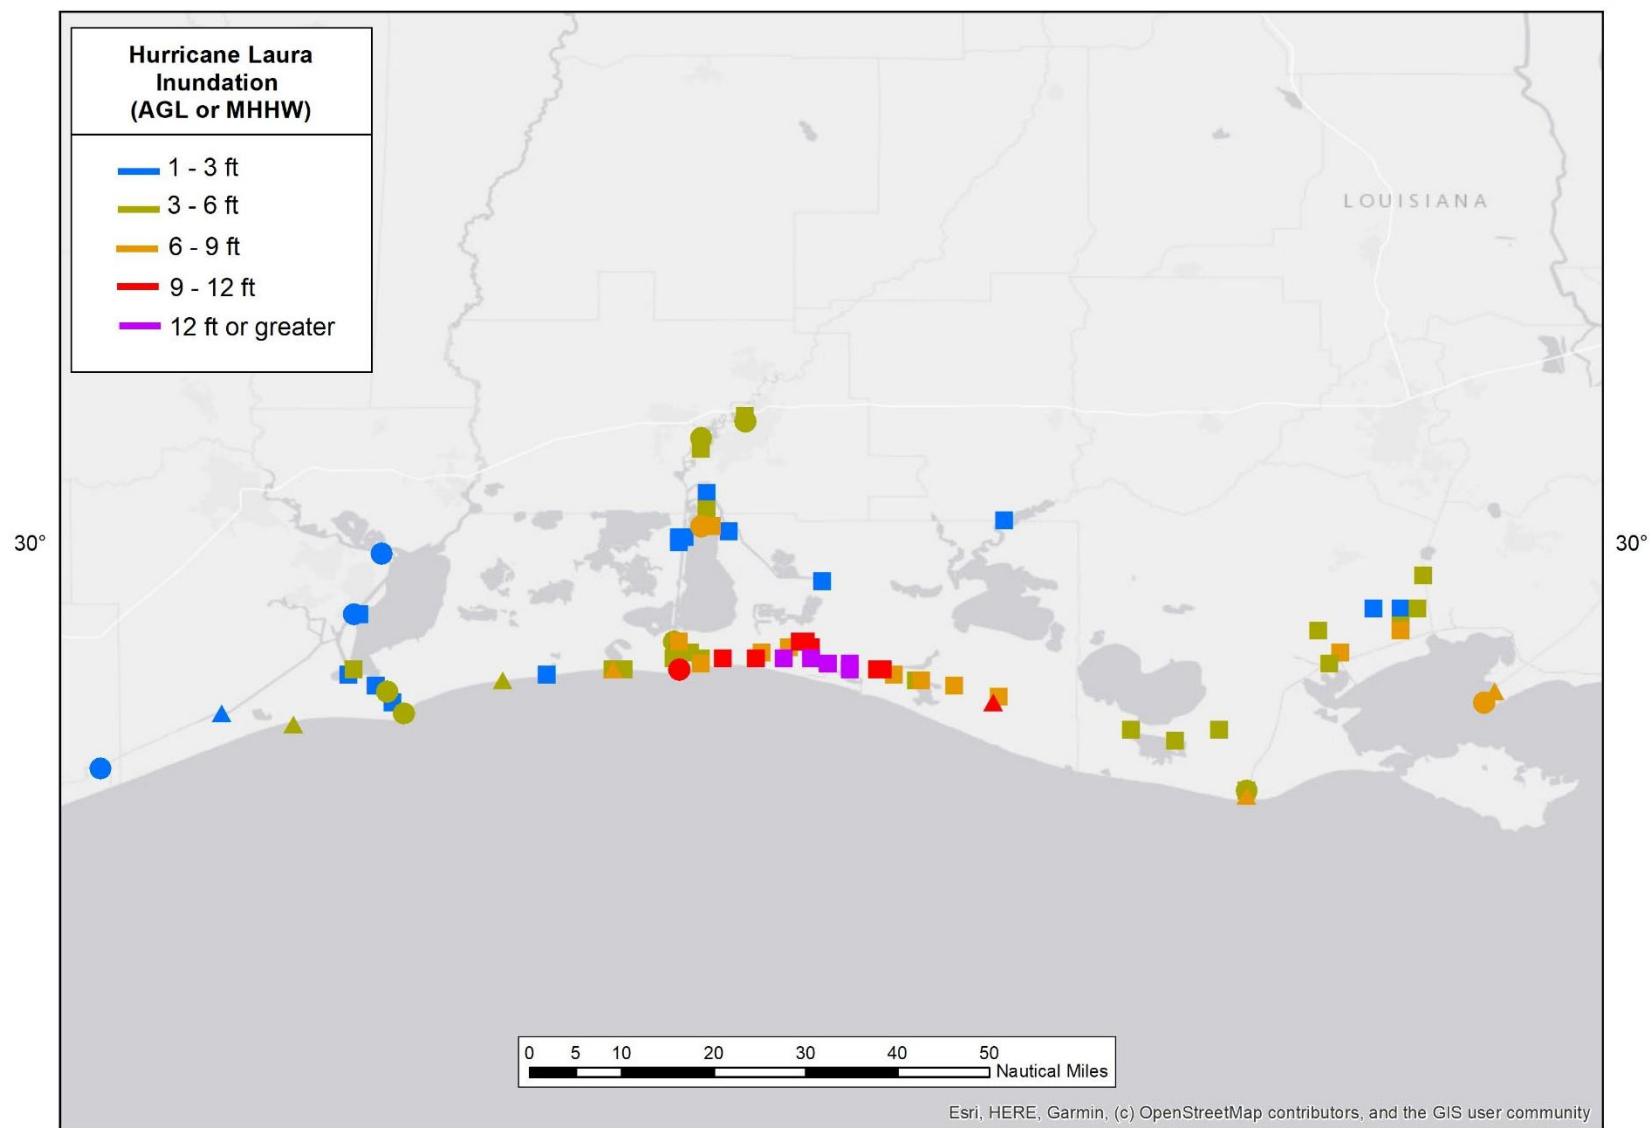 Hurricane Laura
Inundation
(AGL or MHHW)
1 - 3 ft
3 - 6 ft
6 - 9 ft
9 - 12 ft
12 ft or greater
LOUISIANA
30°
30°
0 5 10 20 30 40 50
Nautical Miles
Esri, HERE, Garmin, (c) OpenStreetMap contributors, and the GIS user community